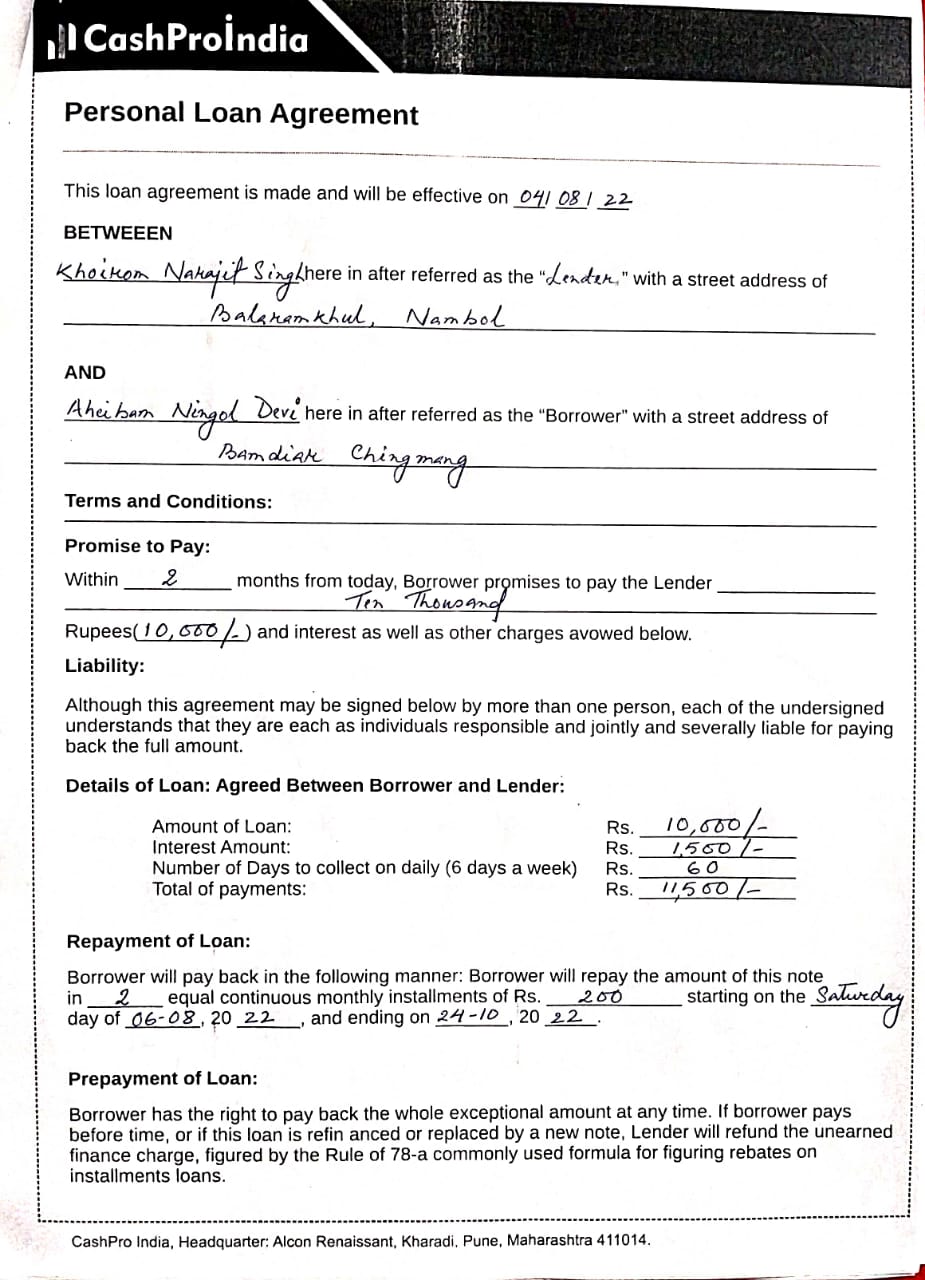 CashProİndia
Personal Loan Agreement
This loan agreement is made and will be effective on 04/ 08 / 22
BETWEEEN
Khoirom Narajit Singh here in after referred as the “Lender,” with a street address of
Balaramkhul, Nambol
AND
Aheibam Ningol Devi here in after referred as the “Borrower” with a street address of
Bamdiar Chingmang
Terms and Conditions:
Promise to Pay:
Within 2 months from today, Borrower promises to pay the Lender
Ten Thousand
Rupees(10,000/-) and interest as well as other charges avowed below.
Liability:
Although this agreement may be signed below by more than one person, each of the undersigned
understands that they are each as individuals responsible and jointly and severally liable for paying
back the full amount.
Details of Loan: Agreed Between Borrower and Lender:
Amount of Loan: Rs. 10,000/-
Interest Amount: Rs. 1,500/-
Number of Days to collect on daily (6 days a week) Rs. 60
Total of payments: Rs. 11,500/-
Repayment of Loan:
Borrower will pay back in the following manner: Borrower will repay the amount of this note
in 2 equal continuous monthly installments of Rs. 200 starting on the Saturday
day of 06-08, 20 22, and ending on 24-10, 20 22.
Prepayment of Loan:
Borrower has the right to pay back the whole exceptional amount at any time. If borrower pays
before time, or if this loan is refin anced or replaced by a new note, Lender will refund the unearned
finance charge, figured by the Rule of 78-a commonly used formula for figuring rebates on
installments loans.
CashPro India, Headquarter: Alcon Renaissant, Kharadi, Pune, Maharashtra 411014.